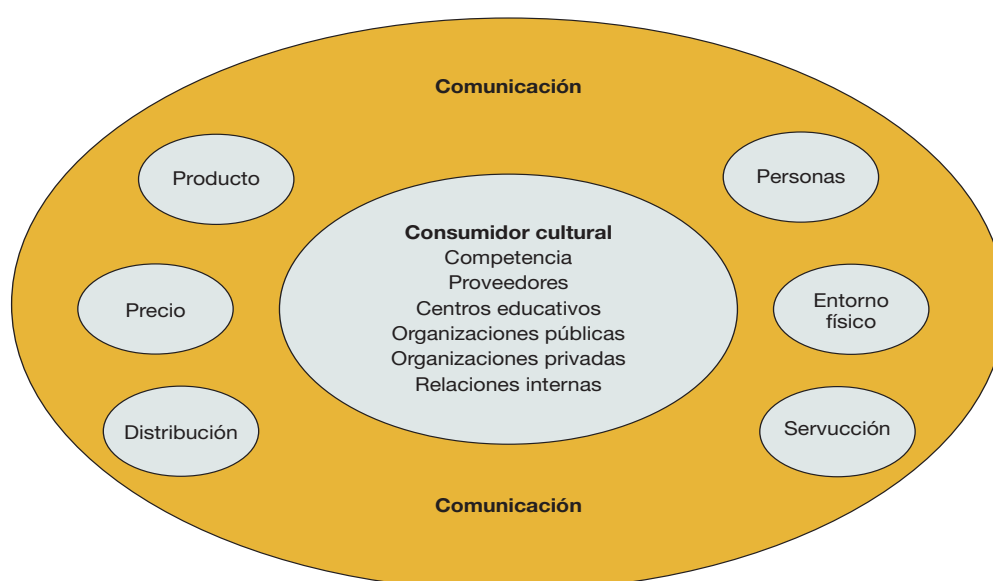 Comunicación
Producto
Personas
Consumidor cultural
Competencia
Proveedores
Centros educativos
Organizaciones públicas
Organizaciones privadas
Relaciones internas
Precio
Entorno
físico
Distribución
Servucción
Comunicación